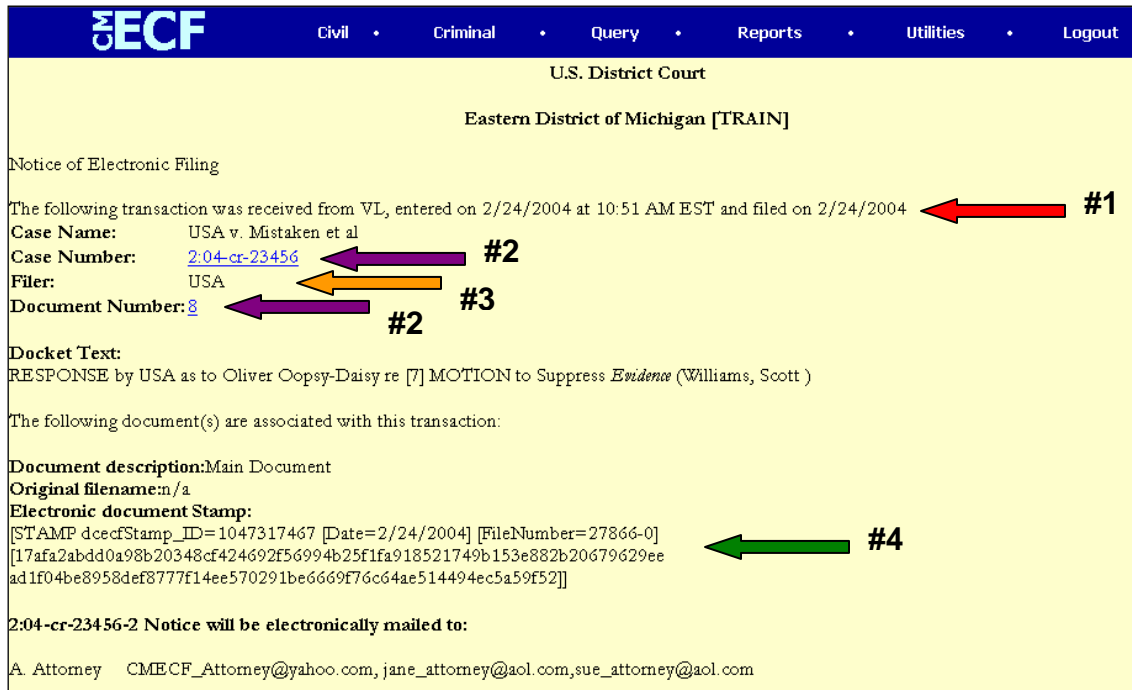 CM ECF Civil • Criminal • Query • Reports • Utilities • Logout
U.S. District Court
Eastern District of Michigan [TRAIN]
Notice of Electronic Filing
The following transaction was received from VL, entered on 2/24/2004 at 10:51 AM EST and filed on 2/24/2004 #1
Case Name: USA v. Mistaken et al
Case Number: 2:04-cr-23456 #2
Filer: USA #3
Document Number: 8 #2
Docket Text:
RESPONSE by USA as to Oliver Oopsy-Daisy re [7] MOTION to Suppress Evidence (Williams, Scott )
The following document(s) are associated with this transaction:
Document description:Main Document
Original filename:n/a
Electronic document Stamp:
[STAMP dcecfStamp_ID=1047317467 [Date=2/24/2004] [FileNumber=27866-0]
[17afa2abdd0a98b20348cf424692f56994b25f1fa918521749b153e882b20679629ee #4
ad1f04be8958def8777f14ee570291be6669f76c64ae514494ec5a59f52]]
2:04-cr-23456-2 Notice will be electronically mailed to:
A. Attorney CMECF_Attorney@yahoo.com, jane_attorney@aol.com,sue_attorney@aol.com